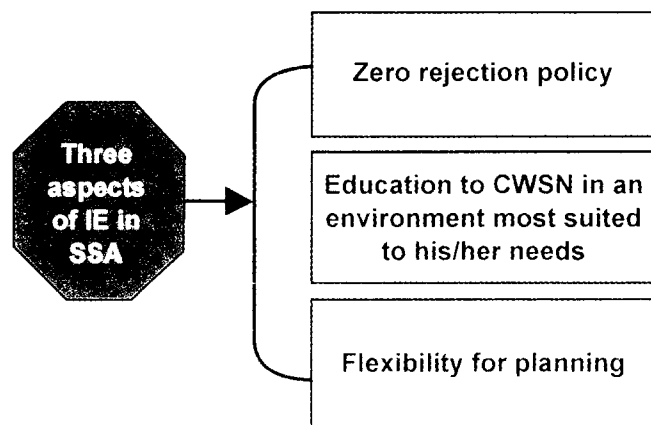 Three
aspects
of IE in
SSA
Zero rejection policy
Education to CWSN in an
environment most suited
to his/her needs
Flexibility for planning